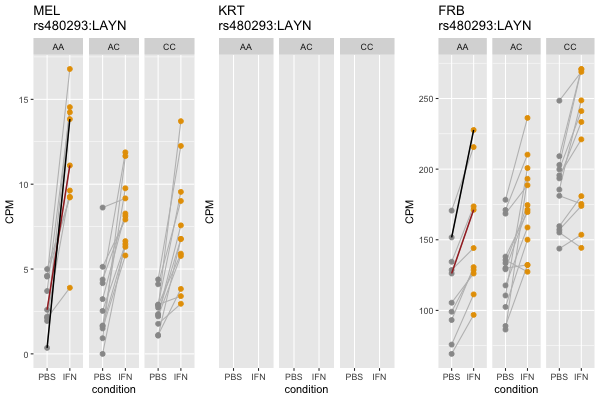 MEL
rs480293:LAYN
KRT
rs480293:LAYN
FRB
rs480293:LAYN
AA AC CC
AA AC CC
AA AC CC
CPM
15
10
5
0
PBS IFN PBS IFN PBS IFN
condition
CPM
PBS IFN PBS IFN PBS IFN
condition
CPM
250
200
150
100
PBS IFN PBS IFN PBS IFN
condition